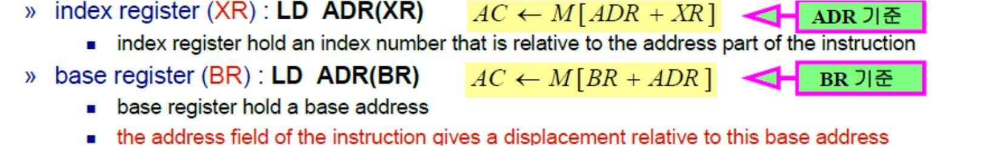 » index register (XR) : LD ADR(XR) AC ← M[ADR + XR] ADR 기준
■ index register hold an index number that is relative to the address part of the instruction
» base register (BR) : LD ADR(BR) AC ← M[BR + ADR] BR 기준
■ base register hold a base address
■ the address field of the instruction gives a displacement relative to this base address